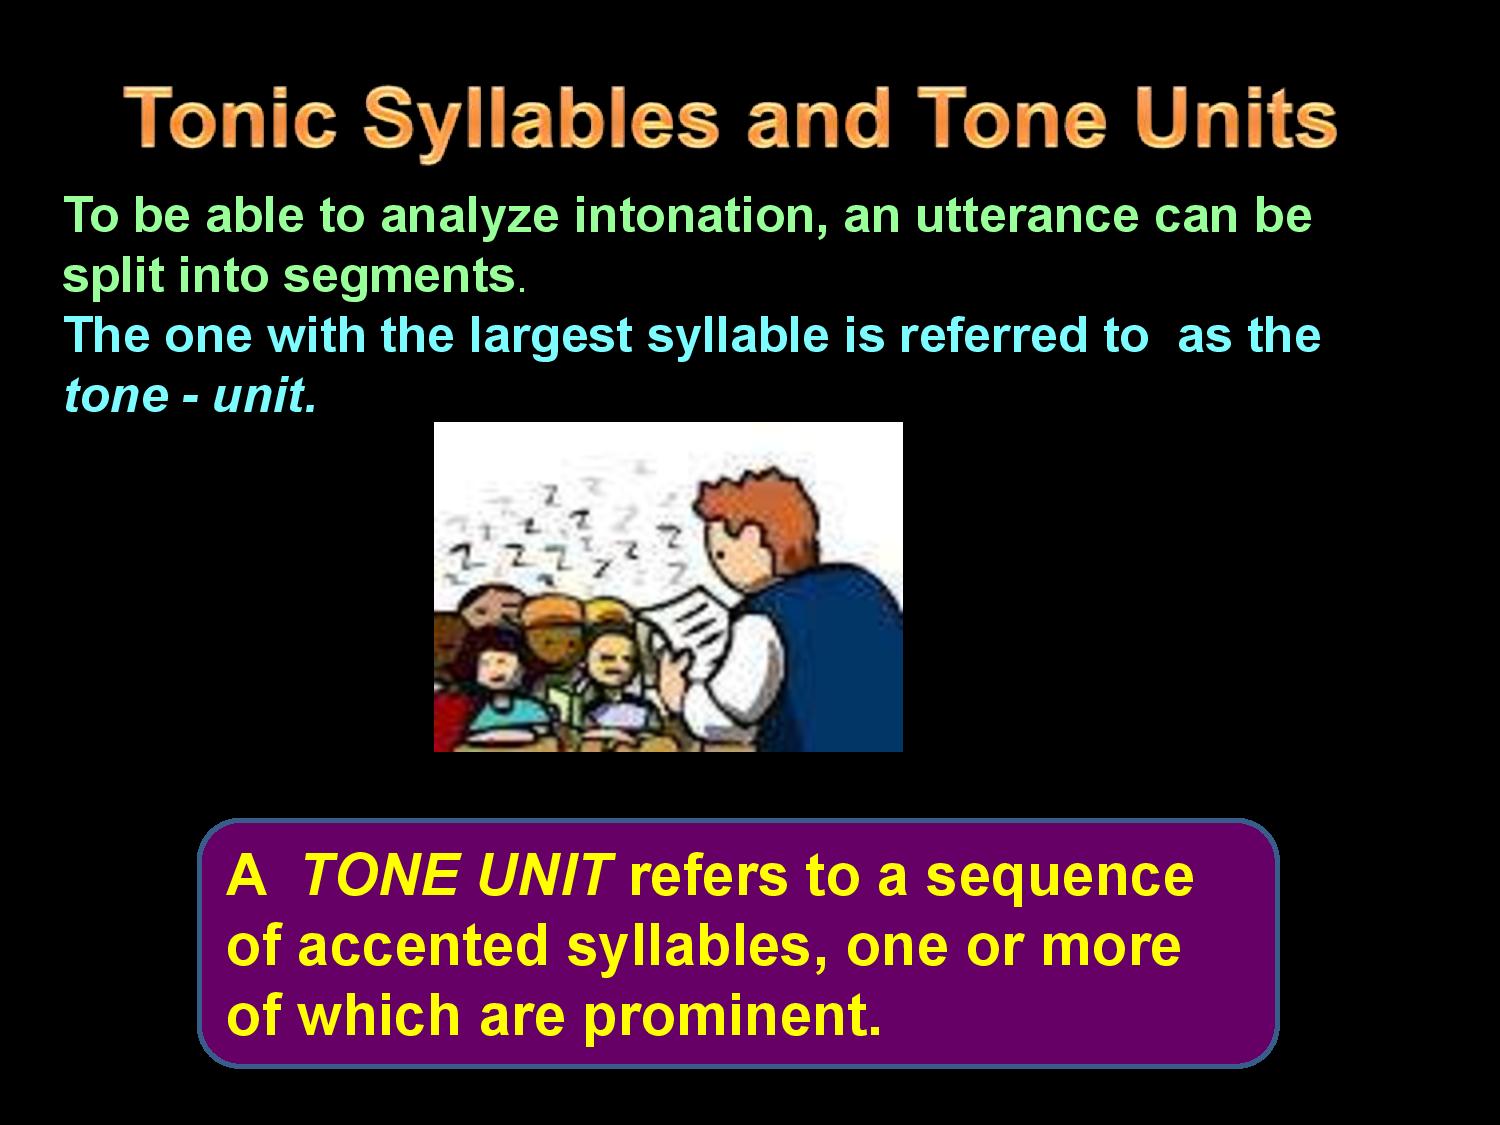 Tonic Syllables and Tone Units
To be able to analyze intonation, an utterance can be
split into segments.
The one with the largest syllable is referred to  as the
tone - unit.
A  TONE UNIT refers to a sequence
of accented syllables, one or more
of which are prominent.